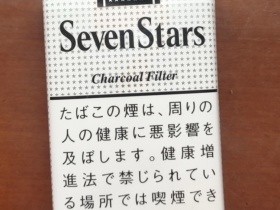 SevenStars
Charcoal Filter
たばこの煙は、周りの
人の健康に悪影響を
及ぼします。健康増
進法で禁じられてい
る場所では喫煙でき